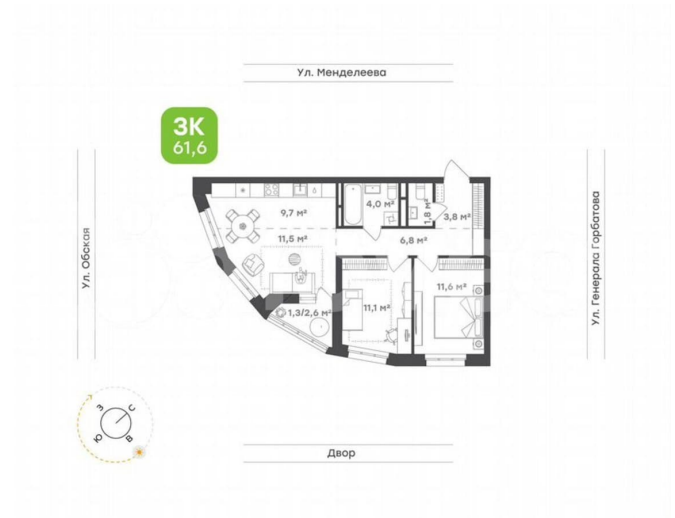 Ул. Менделеева
3К
61,6
9,7 м²
4,0 м²
1,8 м²
3,8 м²
11,5 м²
6,8 м²
1,3/2,6 м²
11,1 м²
11,6 м²
Ул. Обская
Ул. Генерала Горбатова
З
С
Ю
В
Двор